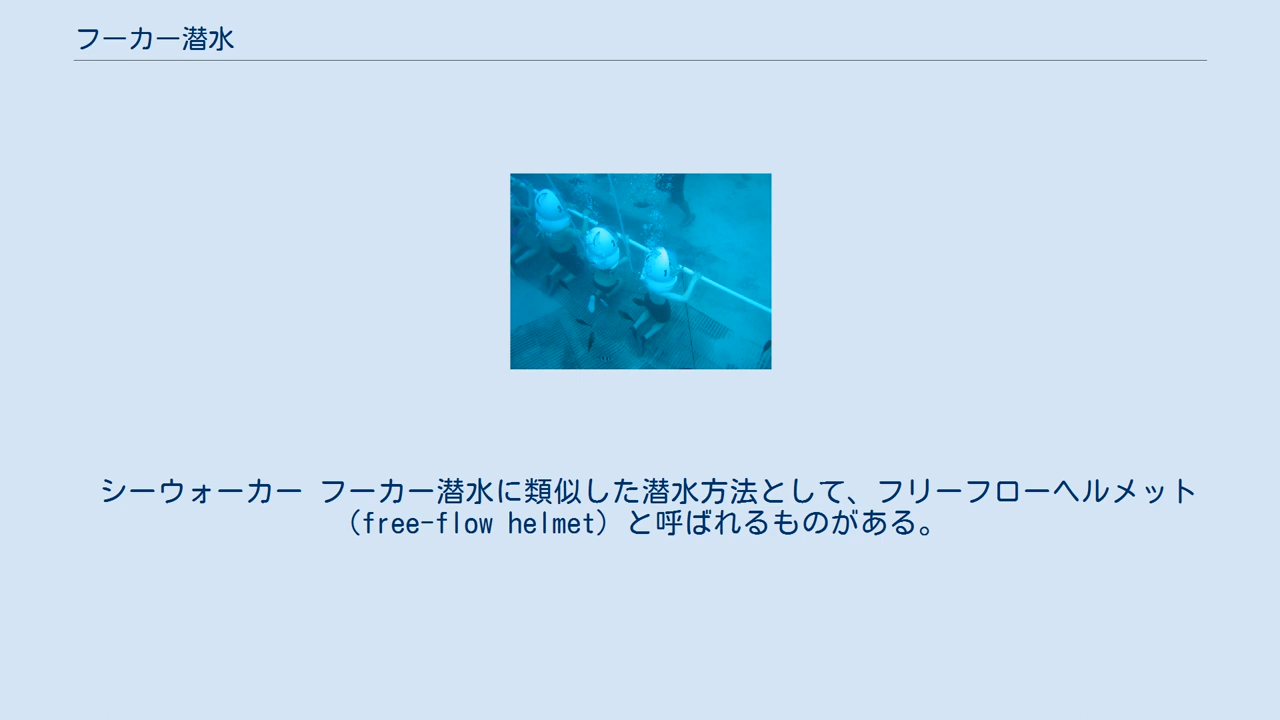 フーカー潜水
シーウォーカー フーカー潜水に類似した潜水方法として、フリーフローヘルメット
（free-flow helmet）と呼ばれるものがある。